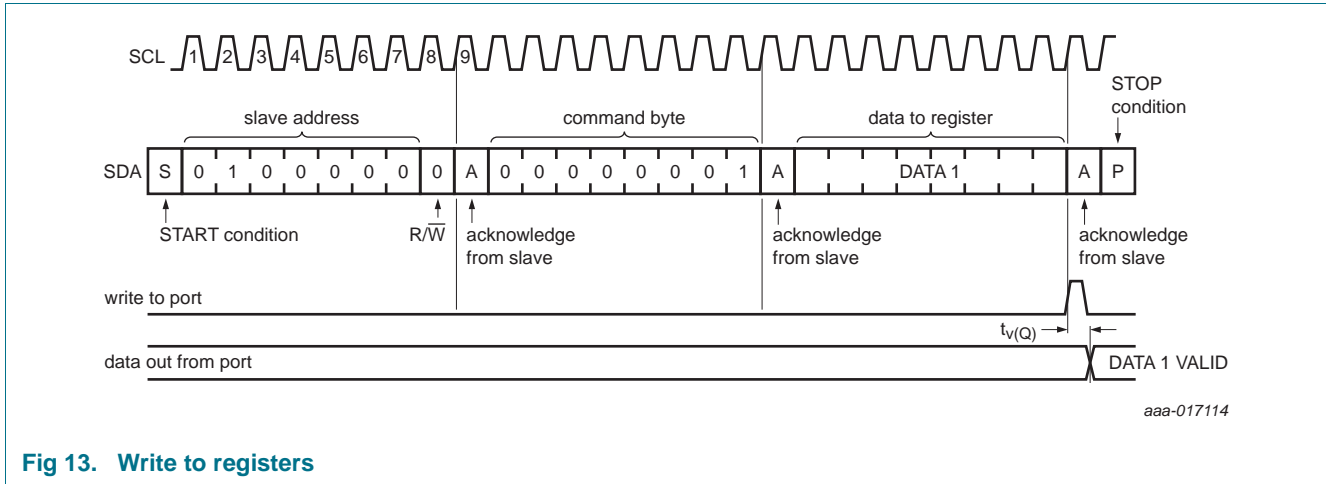 SCL 1 2 3 4 5 6 7 8 9
STOP
condition
slave address command byte data to register
SDA S 0 1 0 0 0 0 0 0 A 0 0 0 0 0 0 0 1 A DATA 1 A P
START condition R/W̅ acknowledge from slave acknowledge from slave acknowledge from slave
write to port
tv(Q)
data out from port DATA 1 VALID
aaa-017114
Fig 13. Write to registers